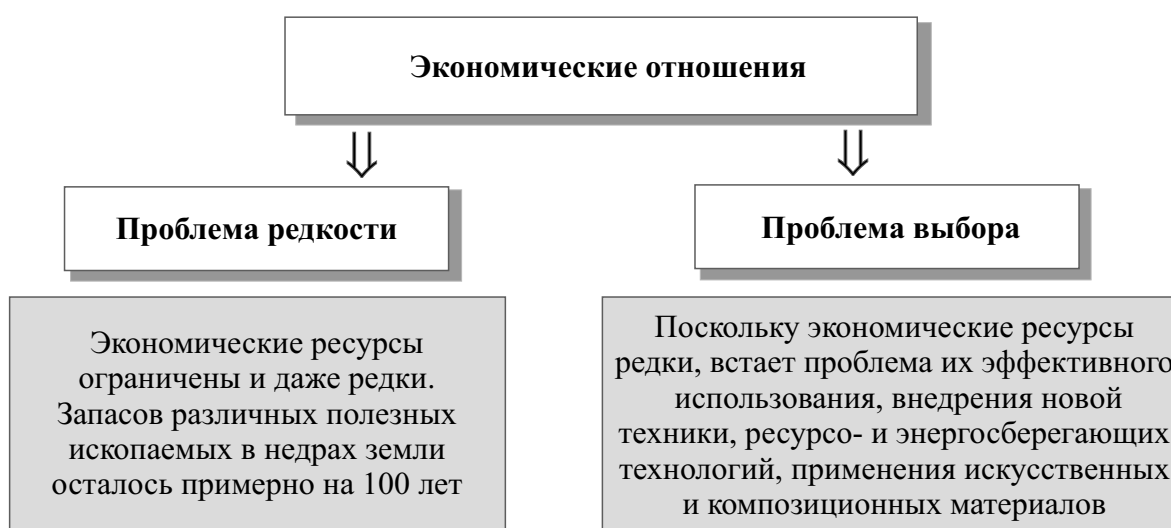 Экономические отношения
Проблема редкости
Экономические ресурсы
ограничены и даже редки.
Запасов различных полезных
ископаемых в недрах земли
осталось примерно на 100 лет
Проблема выбора
Поскольку экономические ресурсы
редки, встает проблема их эффективного
использования, внедрения новой
техники, ресурсо- и энергосберегающих
технологий, применения искусственных
и композиционных материалов